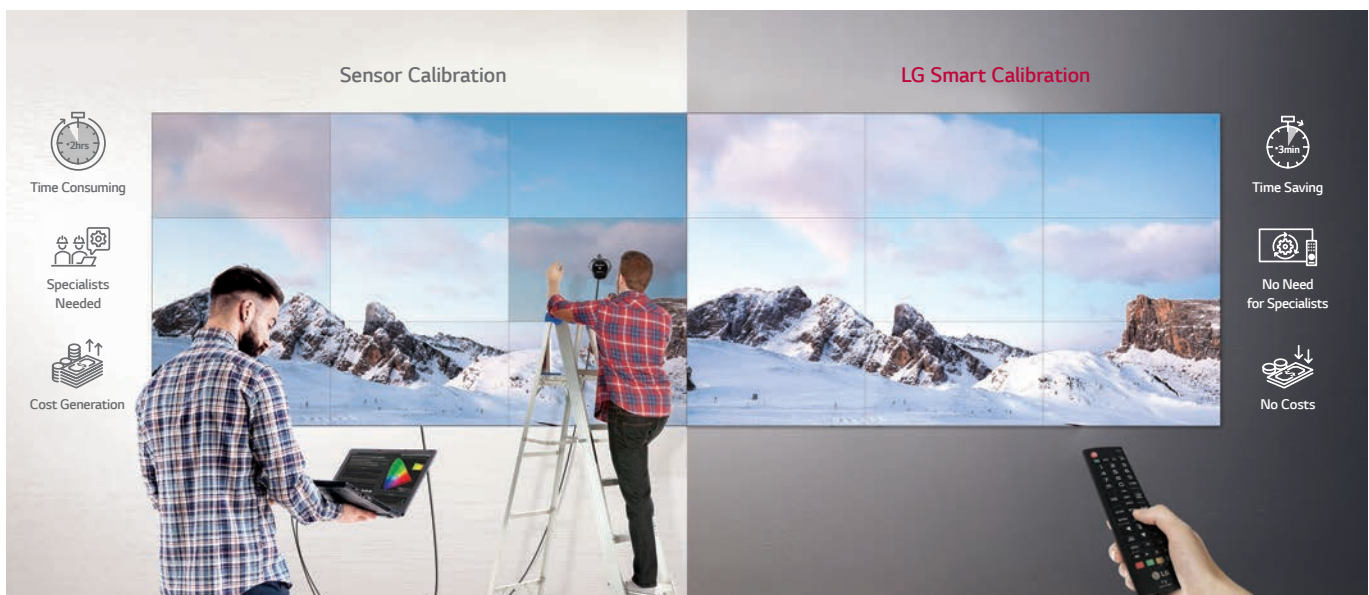 Sensor Calibration
LG Smart Calibration
*2hrs
Time Consuming
Specialists
Needed
Cost Generation
*3min
Time Saving
No Need
for Specialists
No Costs
LG